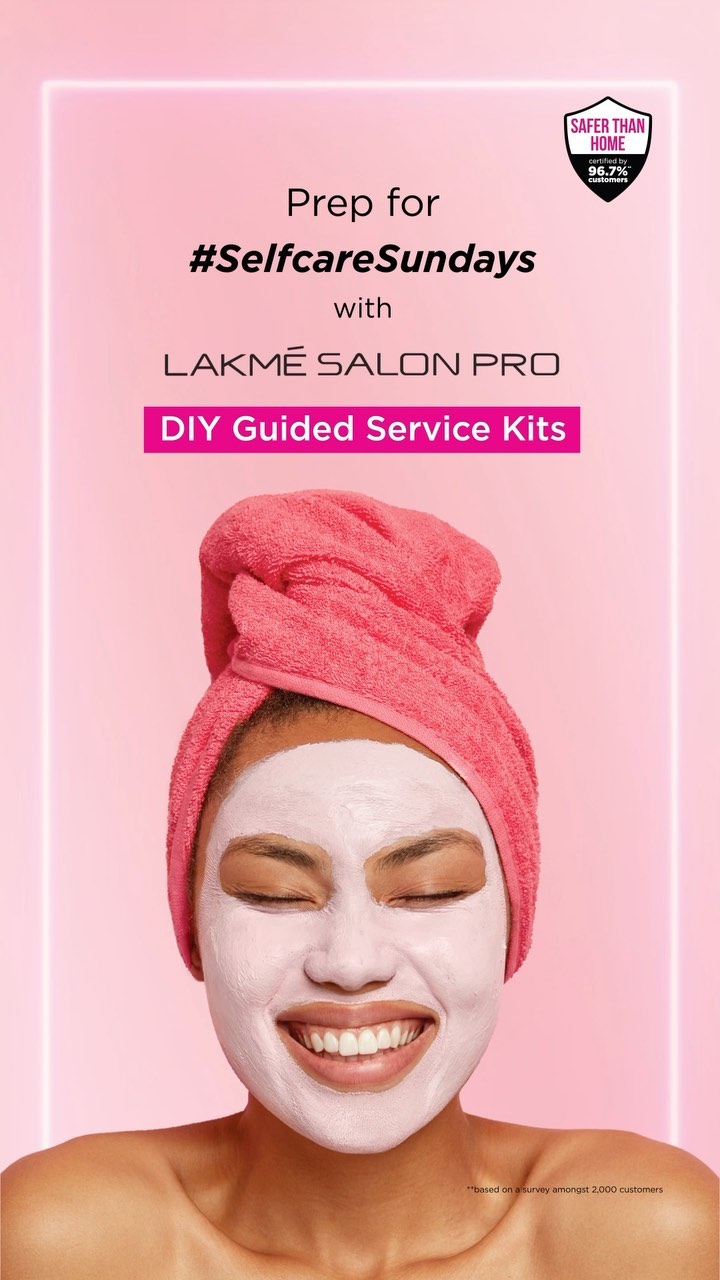 SAFER THAN
HOME
certified by
96.7%**
customers
Prep for
#SelfcareSundays
with
LAKMÉ SALON PRO
DIY Guided Service Kits
**based on a survey amongst 2,000 customers